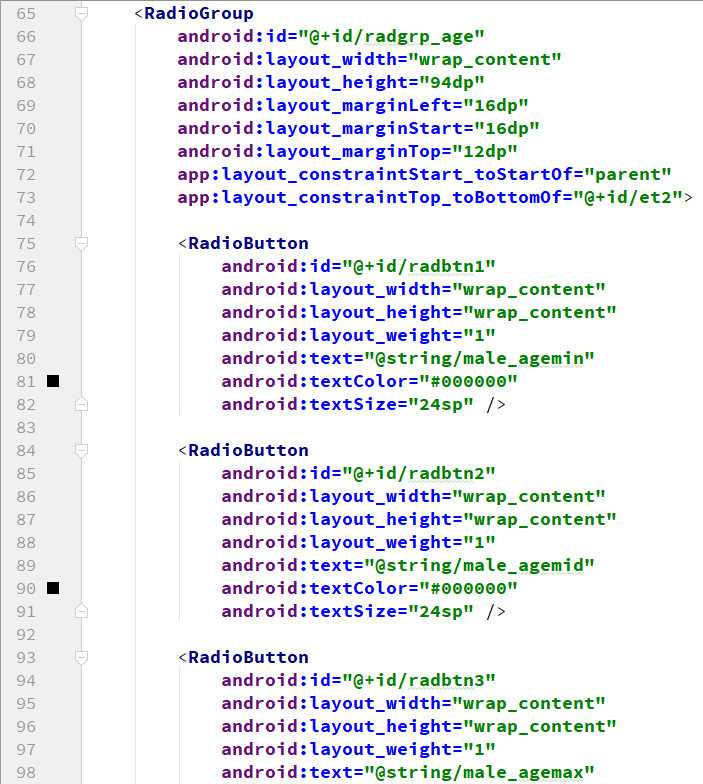 65 <RadioGroup
66 android:id="@+id/radgrp_age"
67 android:layout_width="wrap_content"
68 android:layout_height="94dp"
69 android:layout_marginLeft="16dp"
70 android:layout_marginStart="16dp"
71 android:layout_marginTop="12dp"
72 app:layout_constraintStart_toStartOf="parent"
73 app:layout_constraintTop_toBottomOf="@+id/et2">
74
75 <RadioButton
76 android:id="@+id/radbtn1"
77 android:layout_width="wrap_content"
78 android:layout_height="wrap_content"
79 android:layout_weight="1"
80 android:text="@string/male_agemin"
81 android:textColor="#000000"
82 android:textSize="24sp" />
83
84 <RadioButton
85 android:id="@+id/radbtn2"
86 android:layout_width="wrap_content"
87 android:layout_height="wrap_content"
88 android:layout_weight="1"
89 android:text="@string/male_agemid"
90 android:textColor="#000000"
91 android:textSize="24sp" />
92
93 <RadioButton
94 android:id="@+id/radbtn3"
95 android:layout_width="wrap_content"
96 android:layout_height="wrap_content"
97 android:layout_weight="1"
98 android:text="@string/male_agemax"